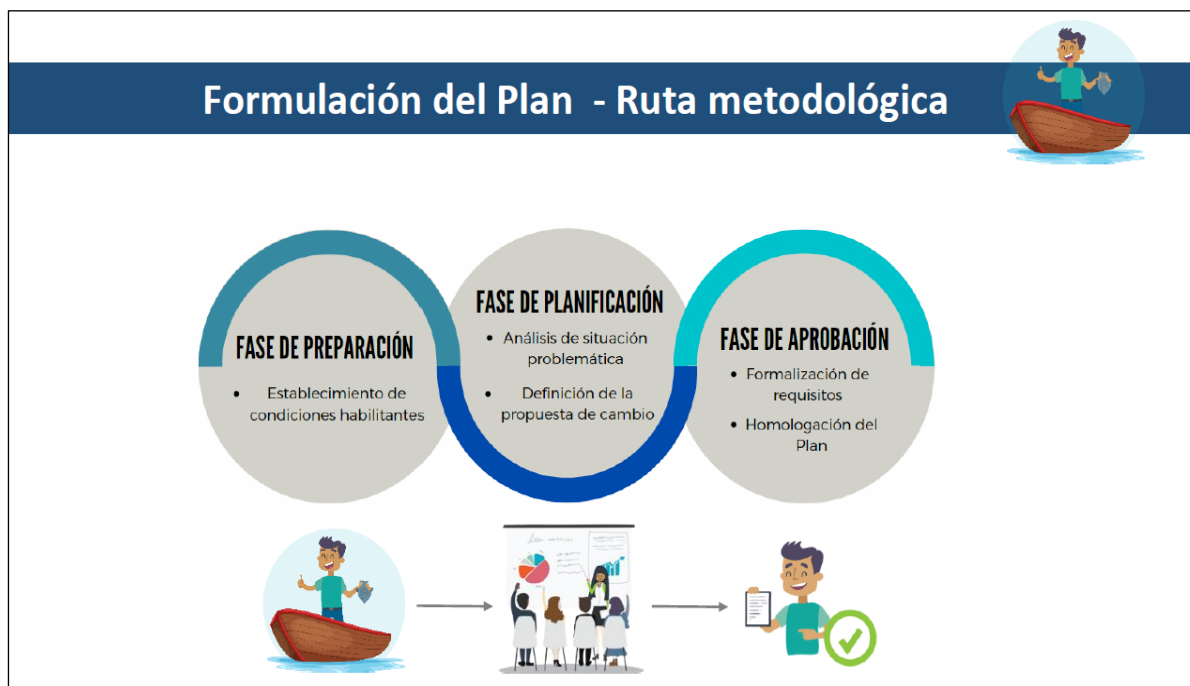 Formulación del Plan - Ruta metodológica
FASE DE PREPARACIÓN
• Establecimiento de
condiciones habilitantes
FASE DE PLANIFICACIÓN
• Análisis de situación
problemática
• Definición de la
propuesta de cambio
FASE DE APROBACIÓN
• Formalización de
requisitos
• Homologación del
Plan